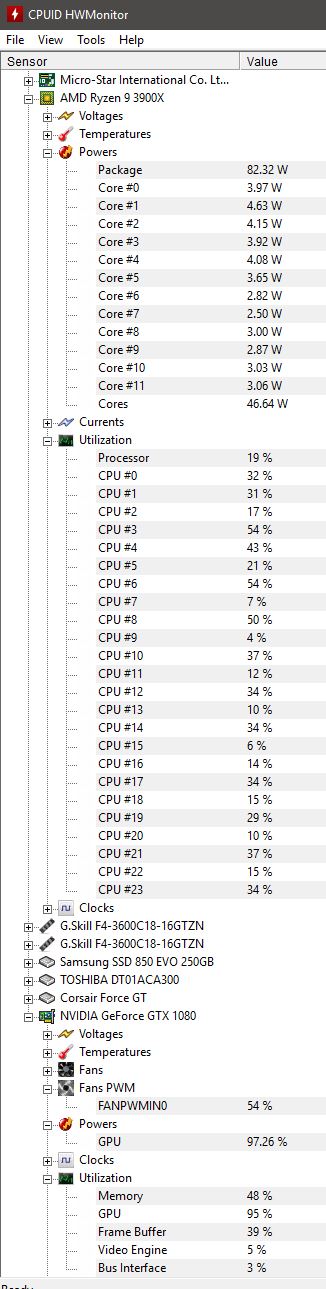 CPUID HWMonitor
File View Tools Help
Sensor Value
Micro-Star International Co. Lt...
AMD Ryzen 9 3900X
Voltages
Temperatures
Powers
Package 82.32 W
Core #0 3.97 W
Core #1 4.63 W
Core #2 4.15 W
Core #3 3.92 W
Core #4 4.08 W
Core #5 3.65 W
Core #6 2.82 W
Core #7 2.50 W
Core #8 3.00 W
Core #9 2.87 W
Core #10 3.03 W
Core #11 3.06 W
Cores 46.64 W
Currents
Utilization
Processor 19 %
CPU #0 32 %
CPU #1 31 %
CPU #2 17 %
CPU #3 54 %
CPU #4 43 %
CPU #5 21 %
CPU #6 54 %
CPU #7 7 %
CPU #8 50 %
CPU #9 4 %
CPU #10 37 %
CPU #11 12 %
CPU #12 34 %
CPU #13 10 %
CPU #14 34 %
CPU #15 6 %
CPU #16 14 %
CPU #17 34 %
CPU #18 15 %
CPU #19 29 %
CPU #20 10 %
CPU #21 37 %
CPU #22 15 %
CPU #23 34 %
Clocks
G.Skill F4-3600C18-16GTZN
G.Skill F4-3600C18-16GTZN
Samsung SSD 850 EVO 250GB
TOSHIBA DT01ACA300
Corsair Force GT
NVIDIA GeForce GTX 1080
Voltages
Temperatures
Fans
Fans PWM
FANPWMIN0 54 %
Powers
GPU 97.26 %
Clocks
Utilization
Memory 48 %
GPU 95 %
Frame Buffer 39 %
Video Engine 5 %
Bus Interface 3 %